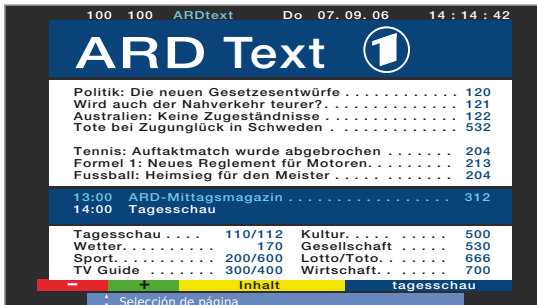 100 100 ARDtext Do 07. 09. 06 14 : 14 : 42
ARD Text 1
Politik: Die neuen Gesetzesentwürfe . . . . . . . . . . . . 120
Wird auch der Nahverkehr teurer?. . . . . . . . . . . . . . 121
Australien: Keine Zugeständnisse . . . . . . . . . . . . . . 122
Tote bei Zugunglück in Schweden . . . . . . . . . . . . . 532
Tennis: Auftaktmatch wurde abgebrochen . . . . . . . 204
Formel 1: Neues Reglement für Motoren. . . . . . . . . 213
Fussball: Heimsieg für den Meister . . . . . . . . . . . . . 204
13:00 ARD-Mittagsmagazin . . . . . . . . . . . . . . . . . 312
14:00 Tagesschau
Tagesschau . . . . 110/112 Kultur. . . . . . . . 500
Wetter. . . . . . . . . . 170 Gesellschaft . . . . . 530
Sport. . . . . . . . 200/600 Lotto/Toto. . . . . . 666
TV Guide . . . . . 300/400 Wirtschaft. . . . . . 700
− + Inhalt tagesschau
Selección de página